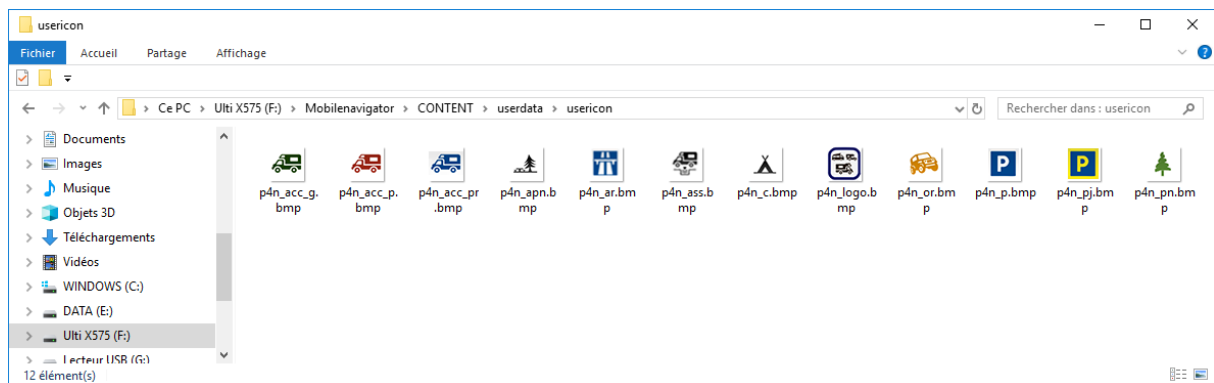 usericon
Fichier Accueil Partage Affichage
Ce PC > Ulti X575 (F:) > Mobilenavigator > CONTENT > userdata > usericon
Rechercher dans : usericon
Documents
Images
Musique
Objets 3D
Téléchargements
Vidéos
WINDOWS (C:)
DATA (E:)
Ulti X575 (F:)
Lecteur USB (G:)
p4n_acc_g.
bmp
p4n_acc_p.
bmp
p4n_acc_pr
.bmp
p4n_apn.b
mp
p4n_ar.bm
p
p4n_ass.b
mp
p4n_c.bmp
p4n_logo.b
mp
p4n_or.bm
p
P
p4n_p.bmp
P
p4n_pj.bm
p
p4n_pn.bm
p
12 élément(s)